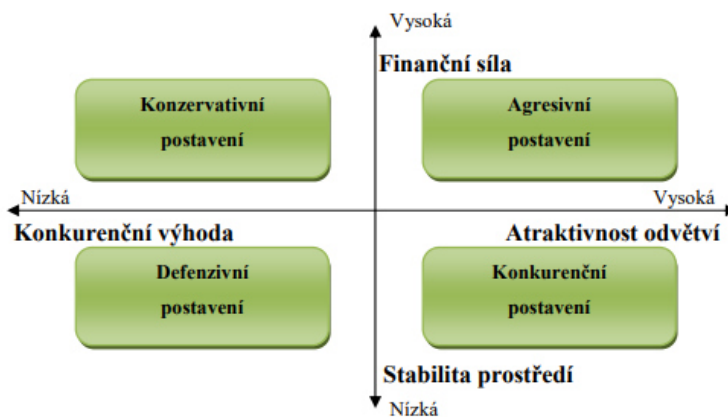 Vysoká
Finanční síla
Konzervativní
postavení
Agresivní
postavení
Nízká
Vysoká
Konkurenční výhoda
Atraktivnost odvětví
Defenzivní
postavení
Konkurenční
postavení
Stabilita prostředí
Nízká